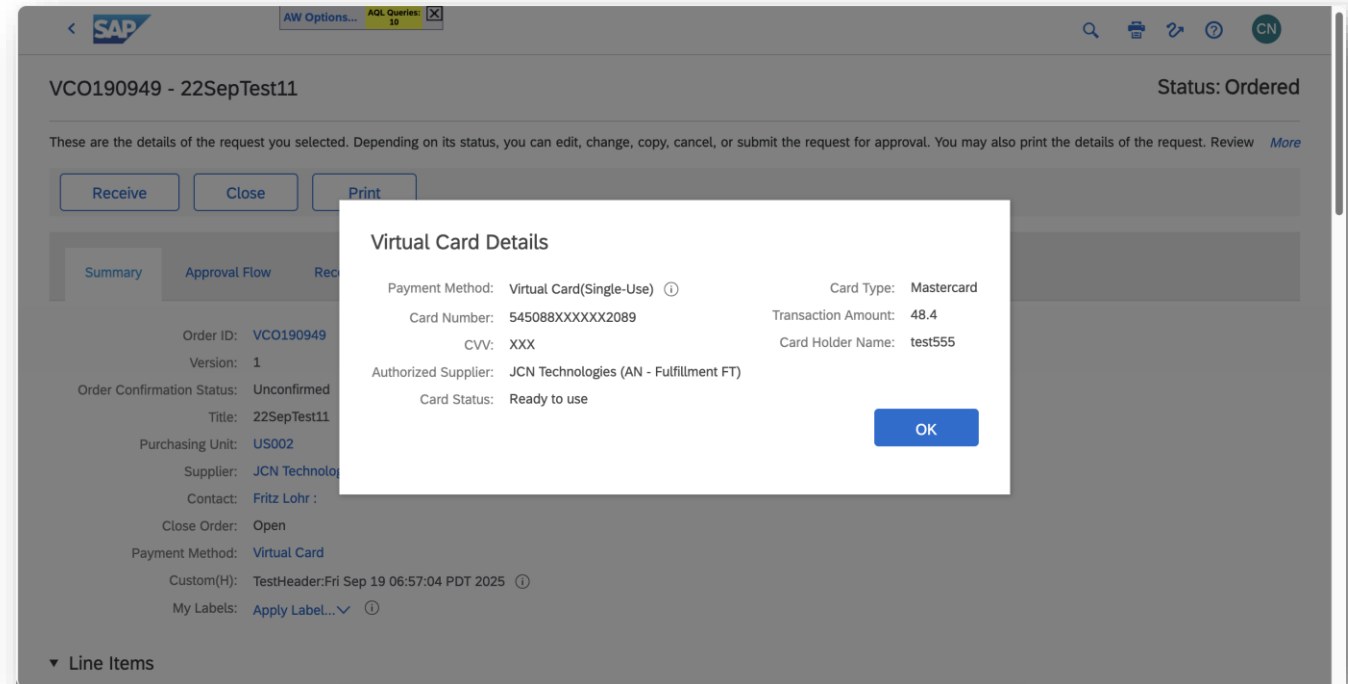 SAP
AW Options...
AQL Queries:
10
X
CN
VCO190949 - 22SepTest11
Status: Ordered
These are the details of the request you selected. Depending on its status, you can edit, change, copy, cancel, or submit the request for approval. You may also print the details of the request. Review More
Receive
Close
Print
Summary
Approval Flow
Rec
Virtual Card Details
Payment Method: Virtual Card(Single-Use)
Card Number: 545088XXXXXX2089
CVV: XXX
Authorized Supplier: JCN Technologies (AN - Fulfillment FT)
Card Status: Ready to use
Card Type: Mastercard
Transaction Amount: 48.4
Card Holder Name: test555
OK
Order ID: VCO190949
Version: 1
Order Confirmation Status: Unconfirmed
Title: 22SepTest11
Purchasing Unit: US002
Supplier: JCN Technolog
Contact: Fritz Lohr :
Close Order: Open
Payment Method: Virtual Card
Custom(H): TestHeader:Fri Sep 19 06:57:04 PDT 2025
My Labels: Apply Label...
Line Items